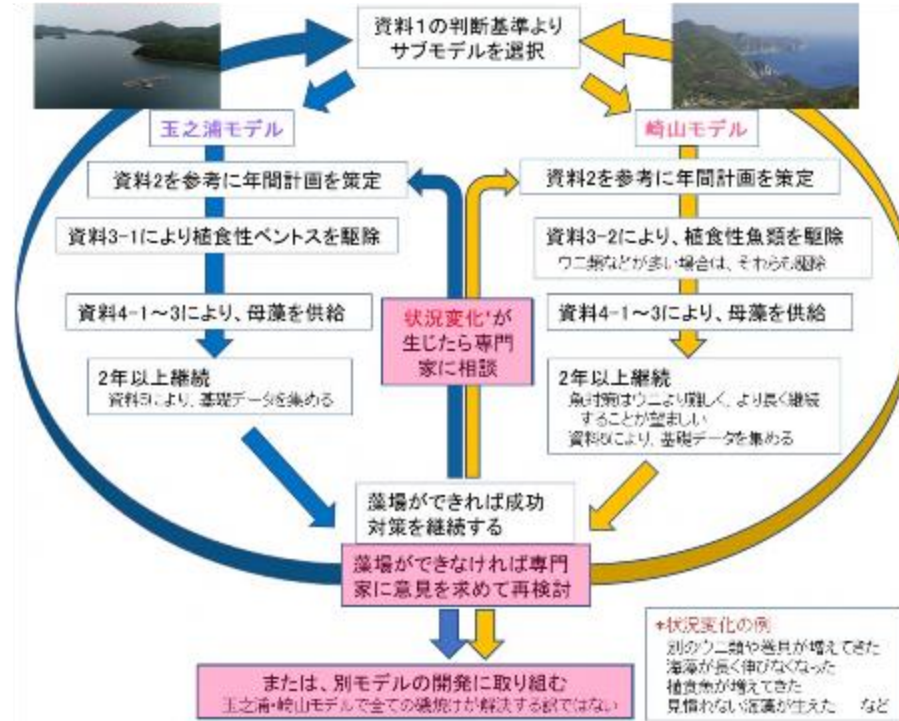 資料1の判断基準より
サブモデルを選択
玉之浦モデル
崎山モデル
資料2を参考に年間計画を策定
資料2を参考に年間計画を策定
資料3-1により植食性ベントスを駆除
資料3-2により、植食性魚類を駆除
ウニ類などが多い場合は、それらも駆除
資料4-1～3により、母藻を供給
状況変化*が
生じたら専門
家に相談
資料4-1～3により、母藻を供給
2年以上継続
資料5により、基礎データを集める
2年以上継続
魚対策はウニより難しく、より長く継続
することが望ましい
資料5により、基礎データを集める
藻場ができれば成功
対策を継続する
藻場ができなければ専門
家に意見を求めて再検討
または、別モデルの開発に取り組む
玉之浦・崎山モデルで全ての磯焼けが解決する訳ではない
*状況変化の例
別のウニ類や巻貝が増えてきた
海藻が長く伸びなくなった
植食魚が増えてきた
見慣れない海藻が生えた など